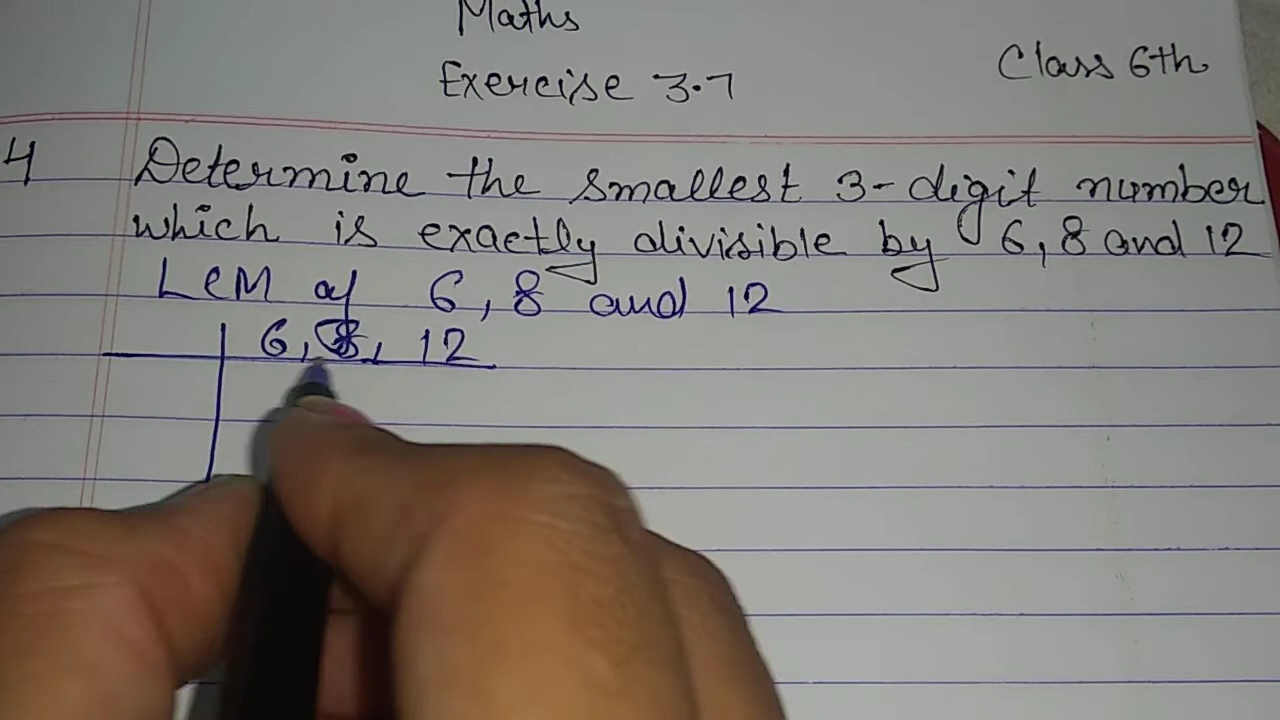 Maths
Exercise 3.7
Class 6th
4 Determine the smallest 3-digit number
which is exactly divisible by 6, 8 and 12
LCM of 6, 8 and 12
6, 8, 12